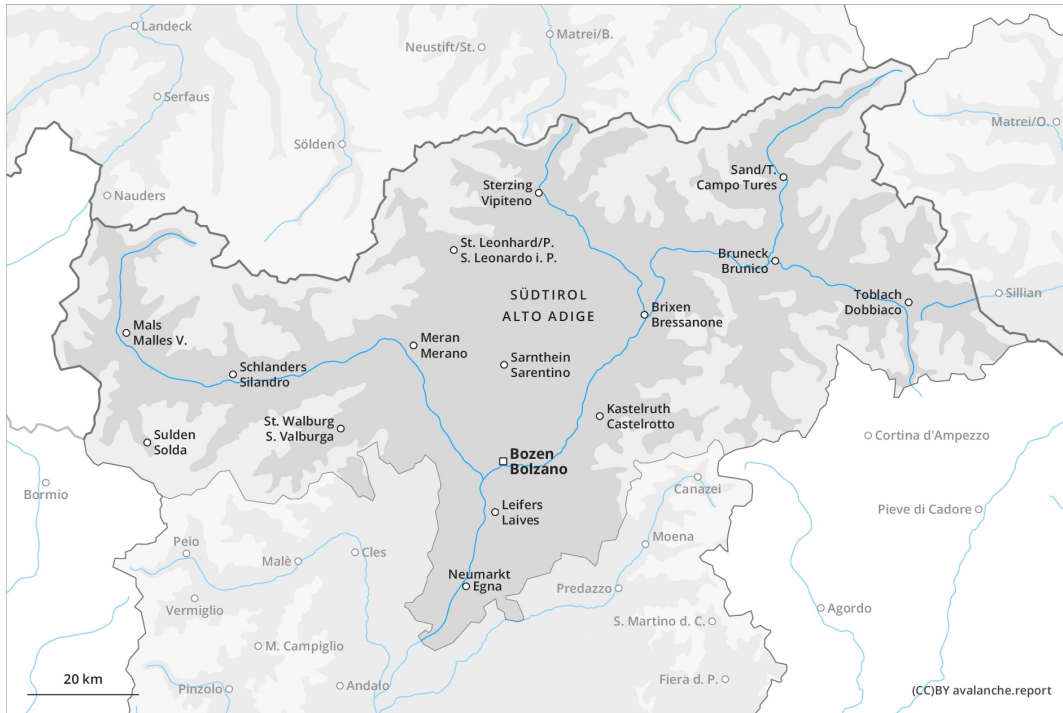 Landeck
Neustift/St.
Matrei/B.
Serfaus
Matrei/O.
Sölden
Nauders
Sterzing
Vipiteno
Sand/T.
Campo Tures
St. Leonhard/P.
S. Leonardo i. P.
Bruneck
Brunico
SÜDTIROL
ALTO ADIGE
Toblach
Dobbiaco
Sillian
Brixen
Bressanone
Mals
Malles V.
Meran
Merano
Sarnthein
Sarentino
Schlanders
Silandro
Kastelruth
Castelrotto
St. Walburg
S. Valburga
Sulden
Solda
Cortina d'Ampezzo
Bozen
Bolzano
Bormio
Canazei
Leifers
Laives
Pieve di Cadore
Peio
Malè
Cles
Moena
Neumarkt
Egna
Predazzo
Vermiglio
Agordo
S. Martino d. C.
M. Campiglio
20 km
Pinzolo
Andalo
Fiera d. P.
(CC)BY avalanche.report